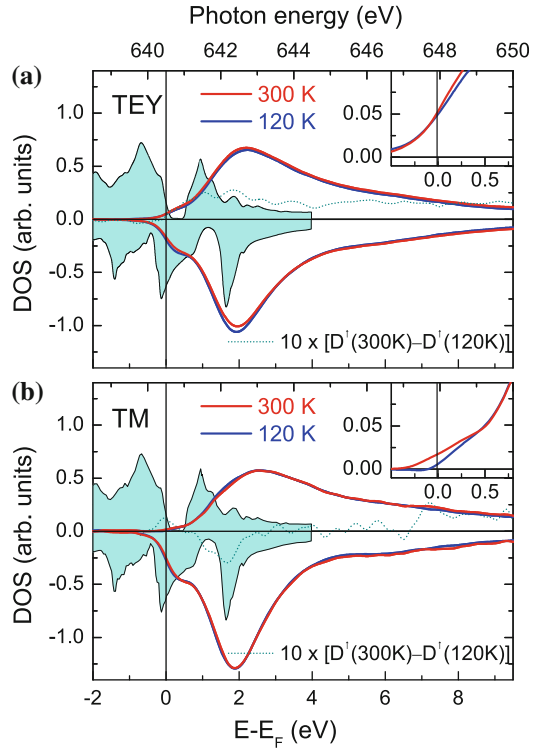 Photon energy (eV)
640 642 644 646 648 650
(a)
TEY
300 K
120 K
0.05
0.00
0.0 0.5
1.0
0.5
0.0
-0.5
-1.0
DOS (arb. units)
10 x [D↑(300K)–D↑(120K)]
(b)
TM
300 K
120 K
0.05
0.00
0.0 0.5
1.0
0.5
0.0
-0.5
-1.0
DOS (arb. units)
10 x [D↑(300K)–D↑(120K)]
-2 0 2 4 6 8
E-EF (eV)